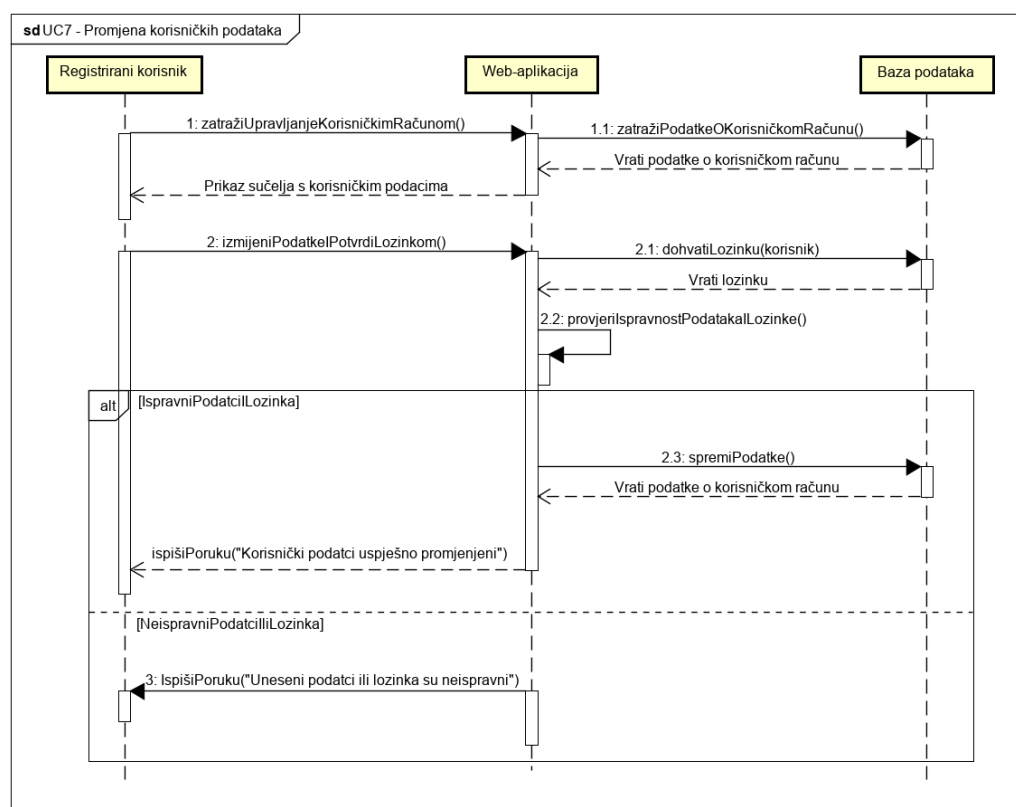 sd UC7 - Promjena korisničkih podataka
Registrirani korisnik
Web-aplikacija
Baza podataka
1: zatražiUpravljanjeKorisničkimRačunom()
1.1: zatražiPodatkeOKorisničkomRačunu()
Vrati podatke o korisničkom računu
Prikaz sučelja s korisničkim podacima
2: izmijeniPodatkeIPotvrdiLozinkom()
2.1: dohvatiLozinku(korisnik)
Vrati lozinku
2.2: provjeriIspravnostPodatakaILozinke()
alt
[IspravniPodatciILozinka]
2.3: spremiPodatke()
Vrati podatke o korisničkom računu
ispišiPoruku("Korisnički podatci uspješno promjenjeni")
[NeispravniPodatciIliLozinka]
3: IspišiPoruku("Uneseni podatci ili lozinka su neispravni")